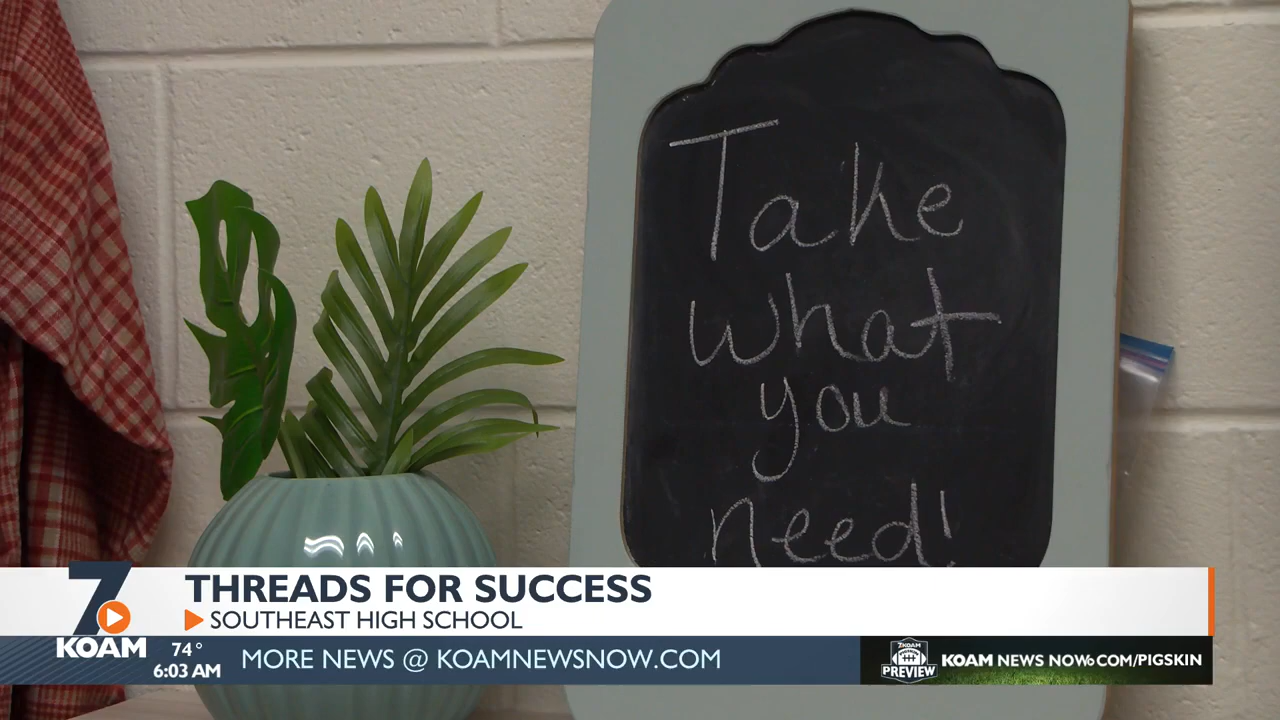 Take
what
you
need!
7
KOAM
THREADS FOR SUCCESS
SOUTHEAST HIGH SCHOOL
74°
6:03 AM
MORE NEWS @ KOAMNEWSNOW.COM
7KOAM
PREVIEW
KOAM NEWS NOW.COM/PIGSKIN